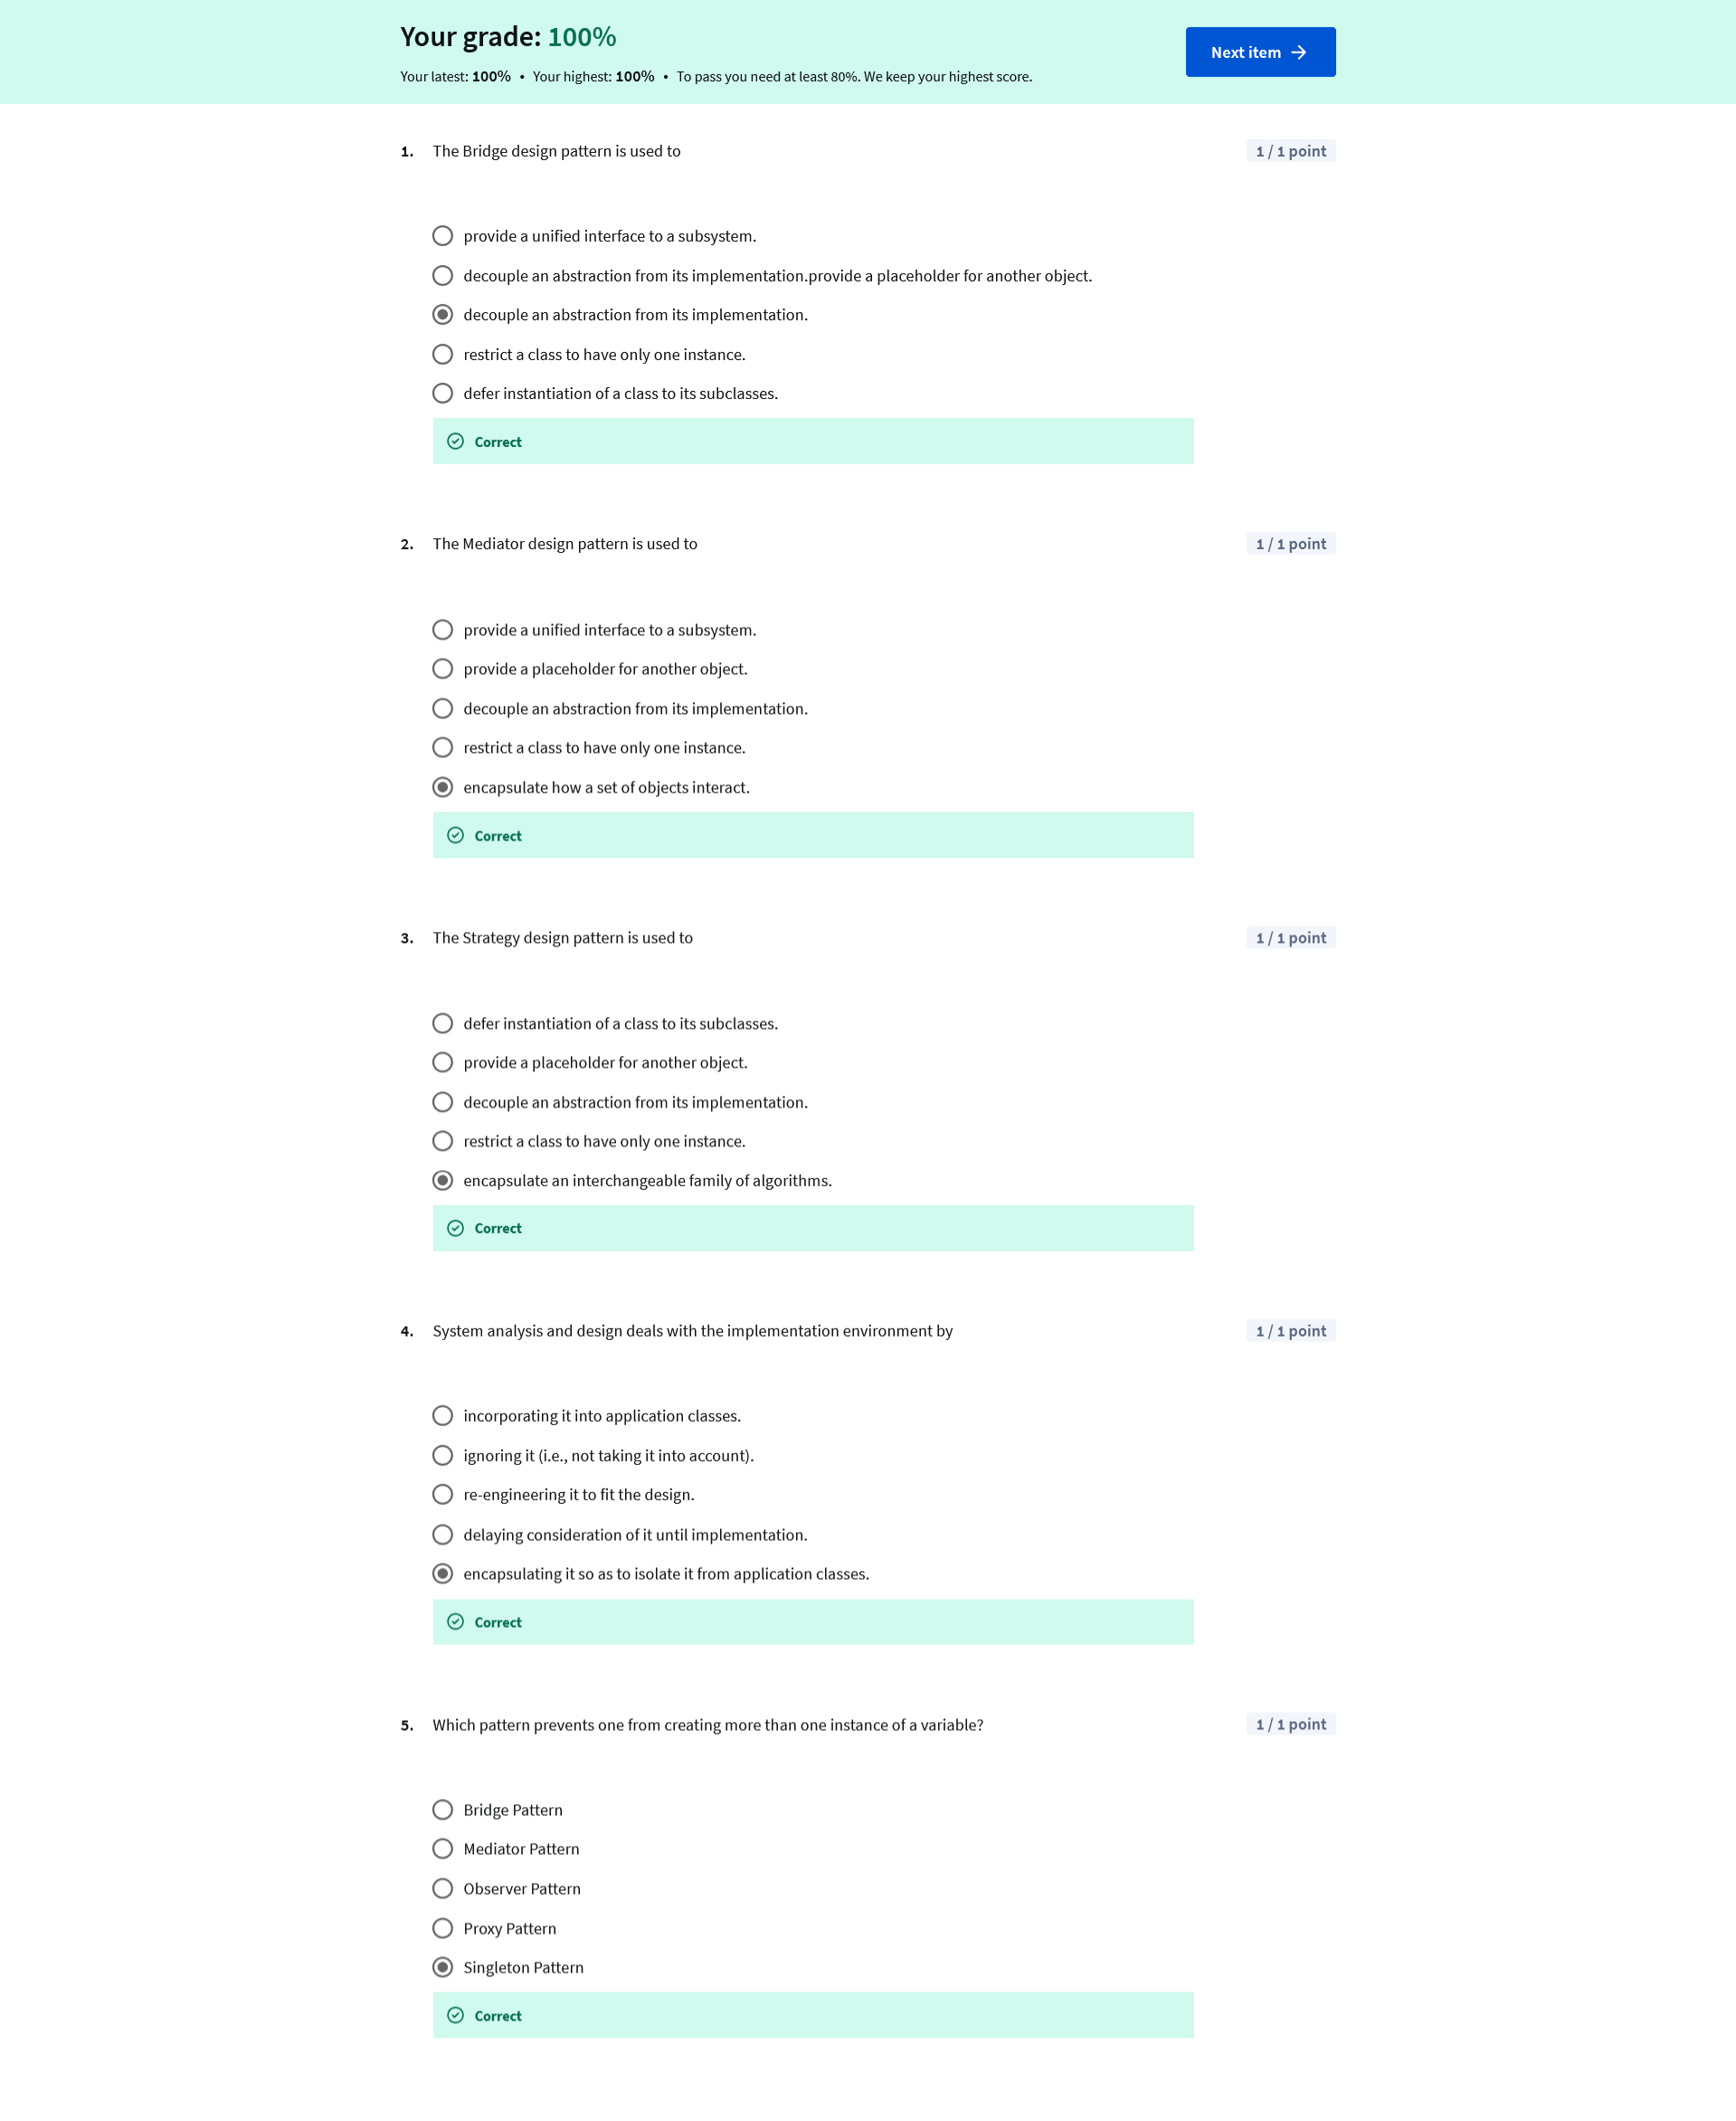 Your grade: 100%
Next item →
Your latest: 100% • Your highest: 100% • To pass you need at least 80%. We keep your highest score.
1. The Bridge design pattern is used to
1 / 1 point
provide a unified interface to a subsystem.
decouple an abstraction from its implementation.provide a placeholder for another object.
decouple an abstraction from its implementation.
restrict a class to have only one instance.
defer instantiation of a class to its subclasses.
Correct
2. The Mediator design pattern is used to
1 / 1 point
provide a unified interface to a subsystem.
provide a placeholder for another object.
decouple an abstraction from its implementation.
restrict a class to have only one instance.
encapsulate how a set of objects interact.
Correct
3. The Strategy design pattern is used to
1 / 1 point
defer instantiation of a class to its subclasses.
provide a placeholder for another object.
decouple an abstraction from its implementation.
restrict a class to have only one instance.
encapsulate an interchangeable family of algorithms.
Correct
4. System analysis and design deals with the implementation environment by
1 / 1 point
incorporating it into application classes.
ignoring it (i.e., not taking it into account).
re-engineering it to fit the design.
delaying consideration of it until implementation.
encapsulating it so as to isolate it from application classes.
Correct
5. Which pattern prevents one from creating more than one instance of a variable?
1 / 1 point
Bridge Pattern
Mediator Pattern
Observer Pattern
Proxy Pattern
Singleton Pattern
Correct